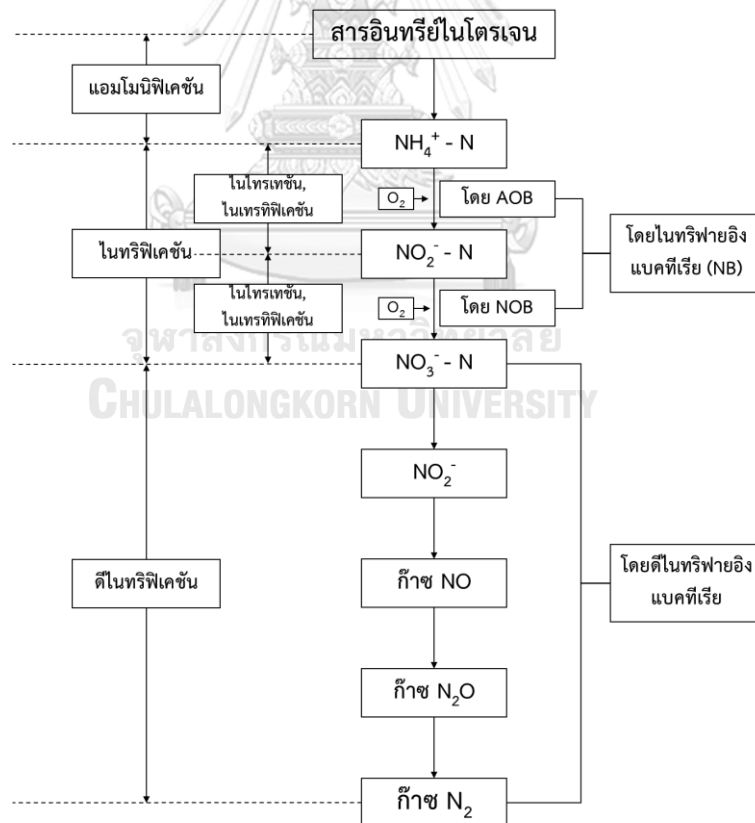 สารอินทรีย์ไนโตรเจน
แอมโมนิฟิเคชัน
NH₄⁺ - N
ไนไทรเทชัน,
ไนเทรทิฟิเคชัน
O₂
โดย AOB
ไนทริฟิเคชัน
NO₂⁻ - N
โดยไนทริฟายอิง
แบคทีเรีย (NB)
ไนไทรเทชัน,
ไนเทรทิฟิเคชัน
O₂
โดย NOB
จุฬาลงกรณ์มหาวิทยาลัย
NO₃⁻ - N
CHULALONGKORN UNIVERSITY
NO₂⁻
ดีไนทริฟิเคชัน
ก๊าซ NO
โดยดีไนทริฟายอิง
แบคทีเรีย
ก๊าซ N₂O
ก๊าซ N₂